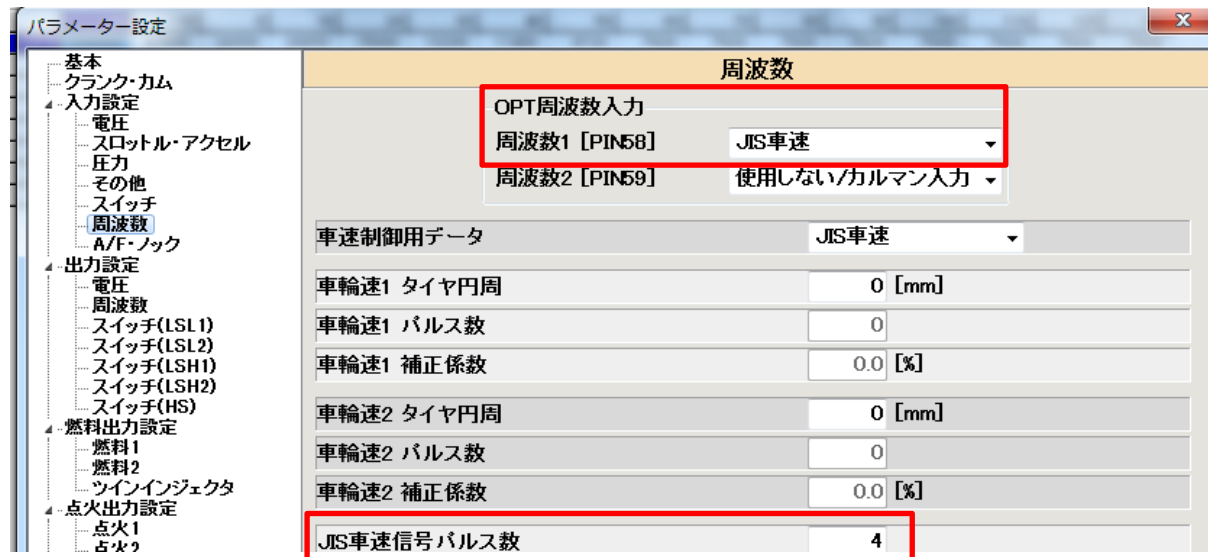 パラメーター設定
x
基本
クランク・カム
入力設定
電圧
スロットル・アクセル
圧力
その他
スイッチ
周波数
A/F・ノック
出力設定
電圧
周波数
スイッチ(LSL1)
スイッチ(LSL2)
スイッチ(LSH1)
スイッチ(LSH2)
スイッチ(HS)
燃料出力設定
燃料1
燃料2
ツインインジェクタ
点火出力設定
点火1
点火2
周波数
OPT周波数入力
周波数1 [PIN58] JIS車速
周波数2 [PIN59] 使用しない/カルマン入力
車速制御用データ JIS車速
車輪速1 タイヤ円周 0 [mm]
車輪速1 パルス数 0
車輪速1 補正係数 0.0 [%]
車輪速2 タイヤ円周 0 [mm]
車輪速2 パルス数 0
車輪速2 補正係数 0.0 [%]
JIS車速信号パルス数 4